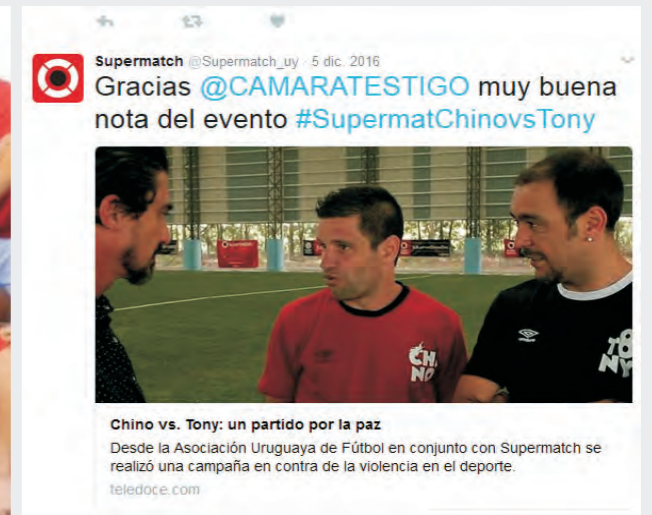 Supermatch @Supermatch_uy · 5 dic. 2016
Gracias @CAMARATESTIGO muy buena
nota del evento #SupermatChinovsTony
CHI
NO
T8
NY
Chino vs. Tony: un partido por la paz
Desde la Asociación Uruguaya de Fútbol en conjunto con Supermatch se
realizó una campaña en contra de la violencia en el deporte.
teledoce.com